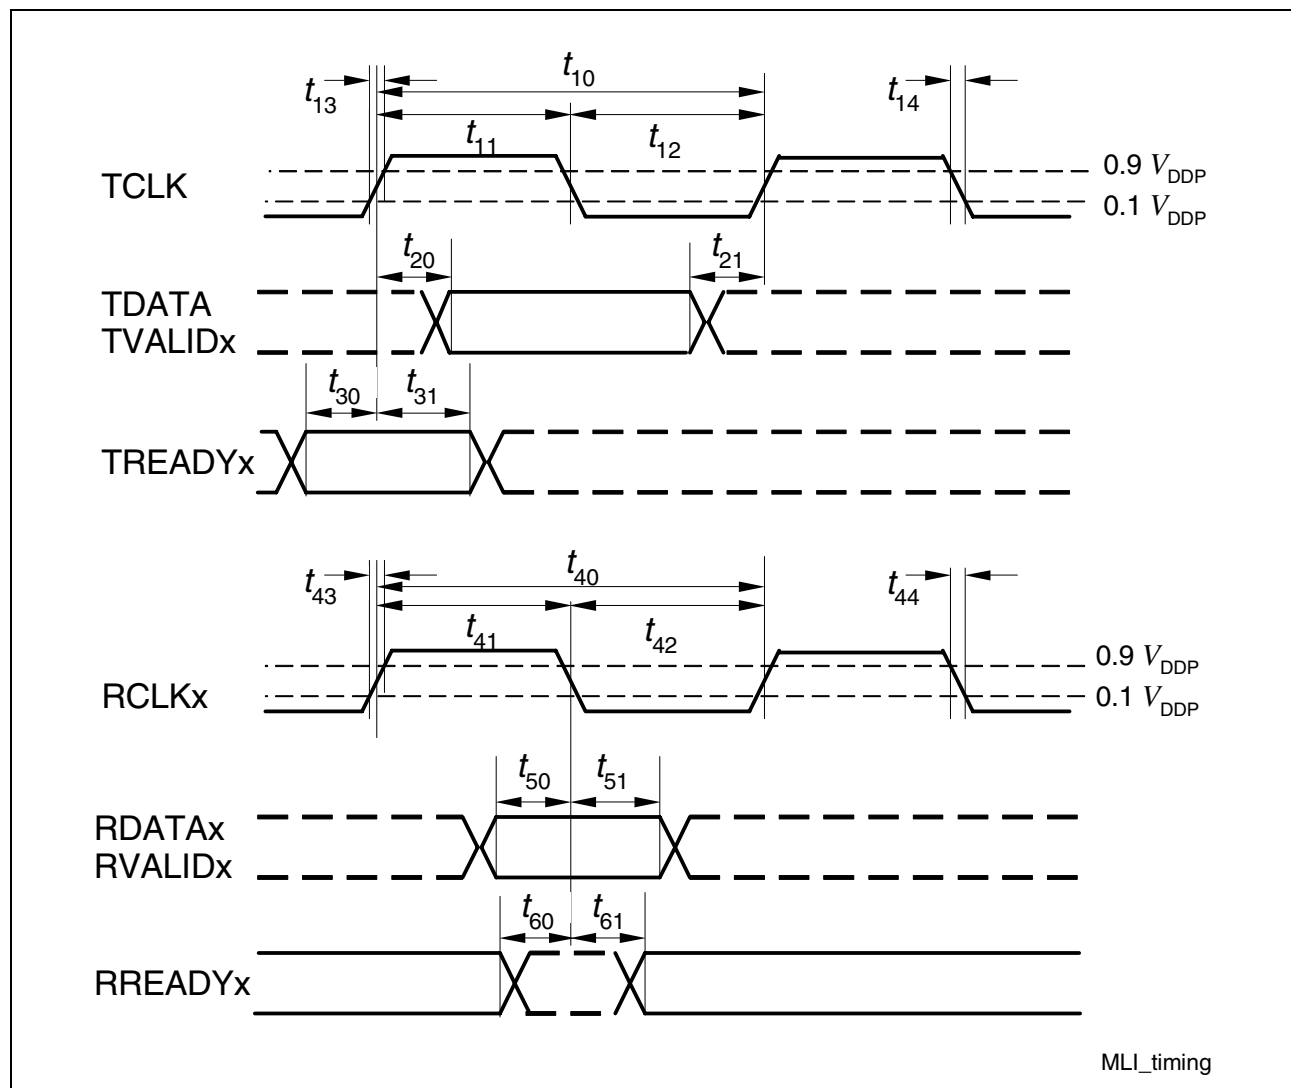 t10
t13
t14
t11
t12
0.9 VDDP
TCLK
0.1 VDDP
t20
t21
TDATA
TVALIDx
t30
t31
TREADYx
t40
t43
t44
t41
t42
0.9 VDDP
RCLKx
0.1 VDDP
t50
t51
RDATAx
RVALIDx
t60
t61
RREADYx
MLI_timing